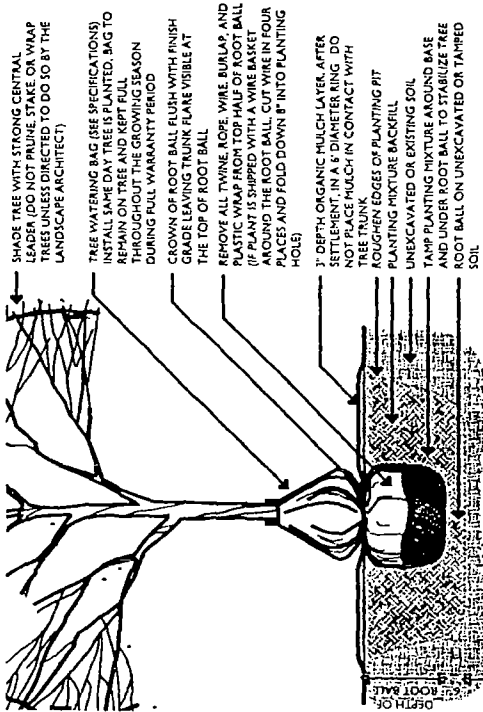 SHADE TREE WITH STRONG CENTRAL
LEADER (DO NOT PRUNE, STAKE, OR WRAP
TREES UNLESS DIRECTED TO DO SO BY THE
LANDSCAPE ARCHITECT)
TREE WATERING BAG (SEE SPECIFICATIONS)
INSTALL SAME DAY TREE IS PLANTED, BAG TO
REMAIN ON TREE AND KEPT FULL
THROUGHOUT THE GROWING SEASON
DURING FULL WARRANTY PERIOD
CROWN OF ROOT BALL FLUSH WITH FINISH
GRADE LEAVING TRUNK FLARE VISIBLE AT
THE TOP OF ROOT BALL
REMOVE ALL TWINE, ROPE, WIRE, BURLAP, AND
PLASTIC WRAP FROM TOP HALF OF ROOT BALL
(IF PLANT IS SHIPPED WITH A WIRE BASKET
AROUND THE ROOT BALL, CUT WIRE IN FOUR
PLACES AND FOLD DOWN 8" INTO PLANTING
HOLE)
3" DEPTH ORGANIC MULCH LAYER, AFTER
SETTLEMENT, IN A 6' DIAMETER RING DO
NOT PLACE MULCH IN CONTACT WITH
TREE TRUNK
ROUGHEN EDGES OF PLANTING PIT
PLANTING MIXTURE BACKFILL
UNEXCAVATED OR EXISTING SOIL
TAMP PLANTING MIXTURE AROUND BASE
AND UNDER ROOT BALL TO STABILIZE TREE
ROOT BALL ON UNEXCAVATED OR TAMPED
SOIL
DEPTH OF
ROOT BALL